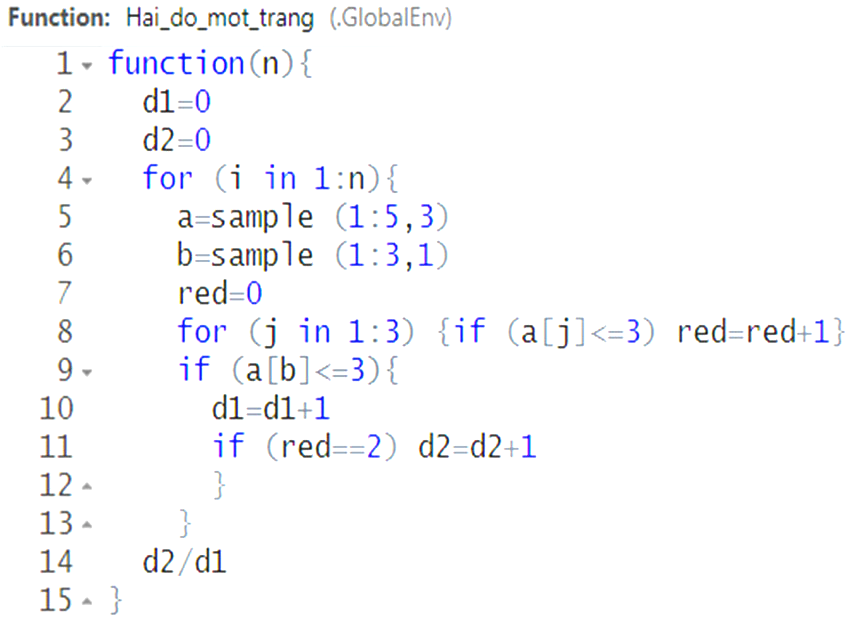 Function: Hai_do_mot_trang (.GlobalEnv)
1 function(n){
2 d1=0
3 d2=0
4 for (i in 1:n){
5 a=sample (1:5,3)
6 b=sample (1:3,1)
7 red=0
8 for (j in 1:3) {if (a[j]<=3) red=red+1}
9 if (a[b]<=3){
10 d1=d1+1
11 if (red==2) d2=d2+1
12 }
13 }
14 d2/d1
15 }